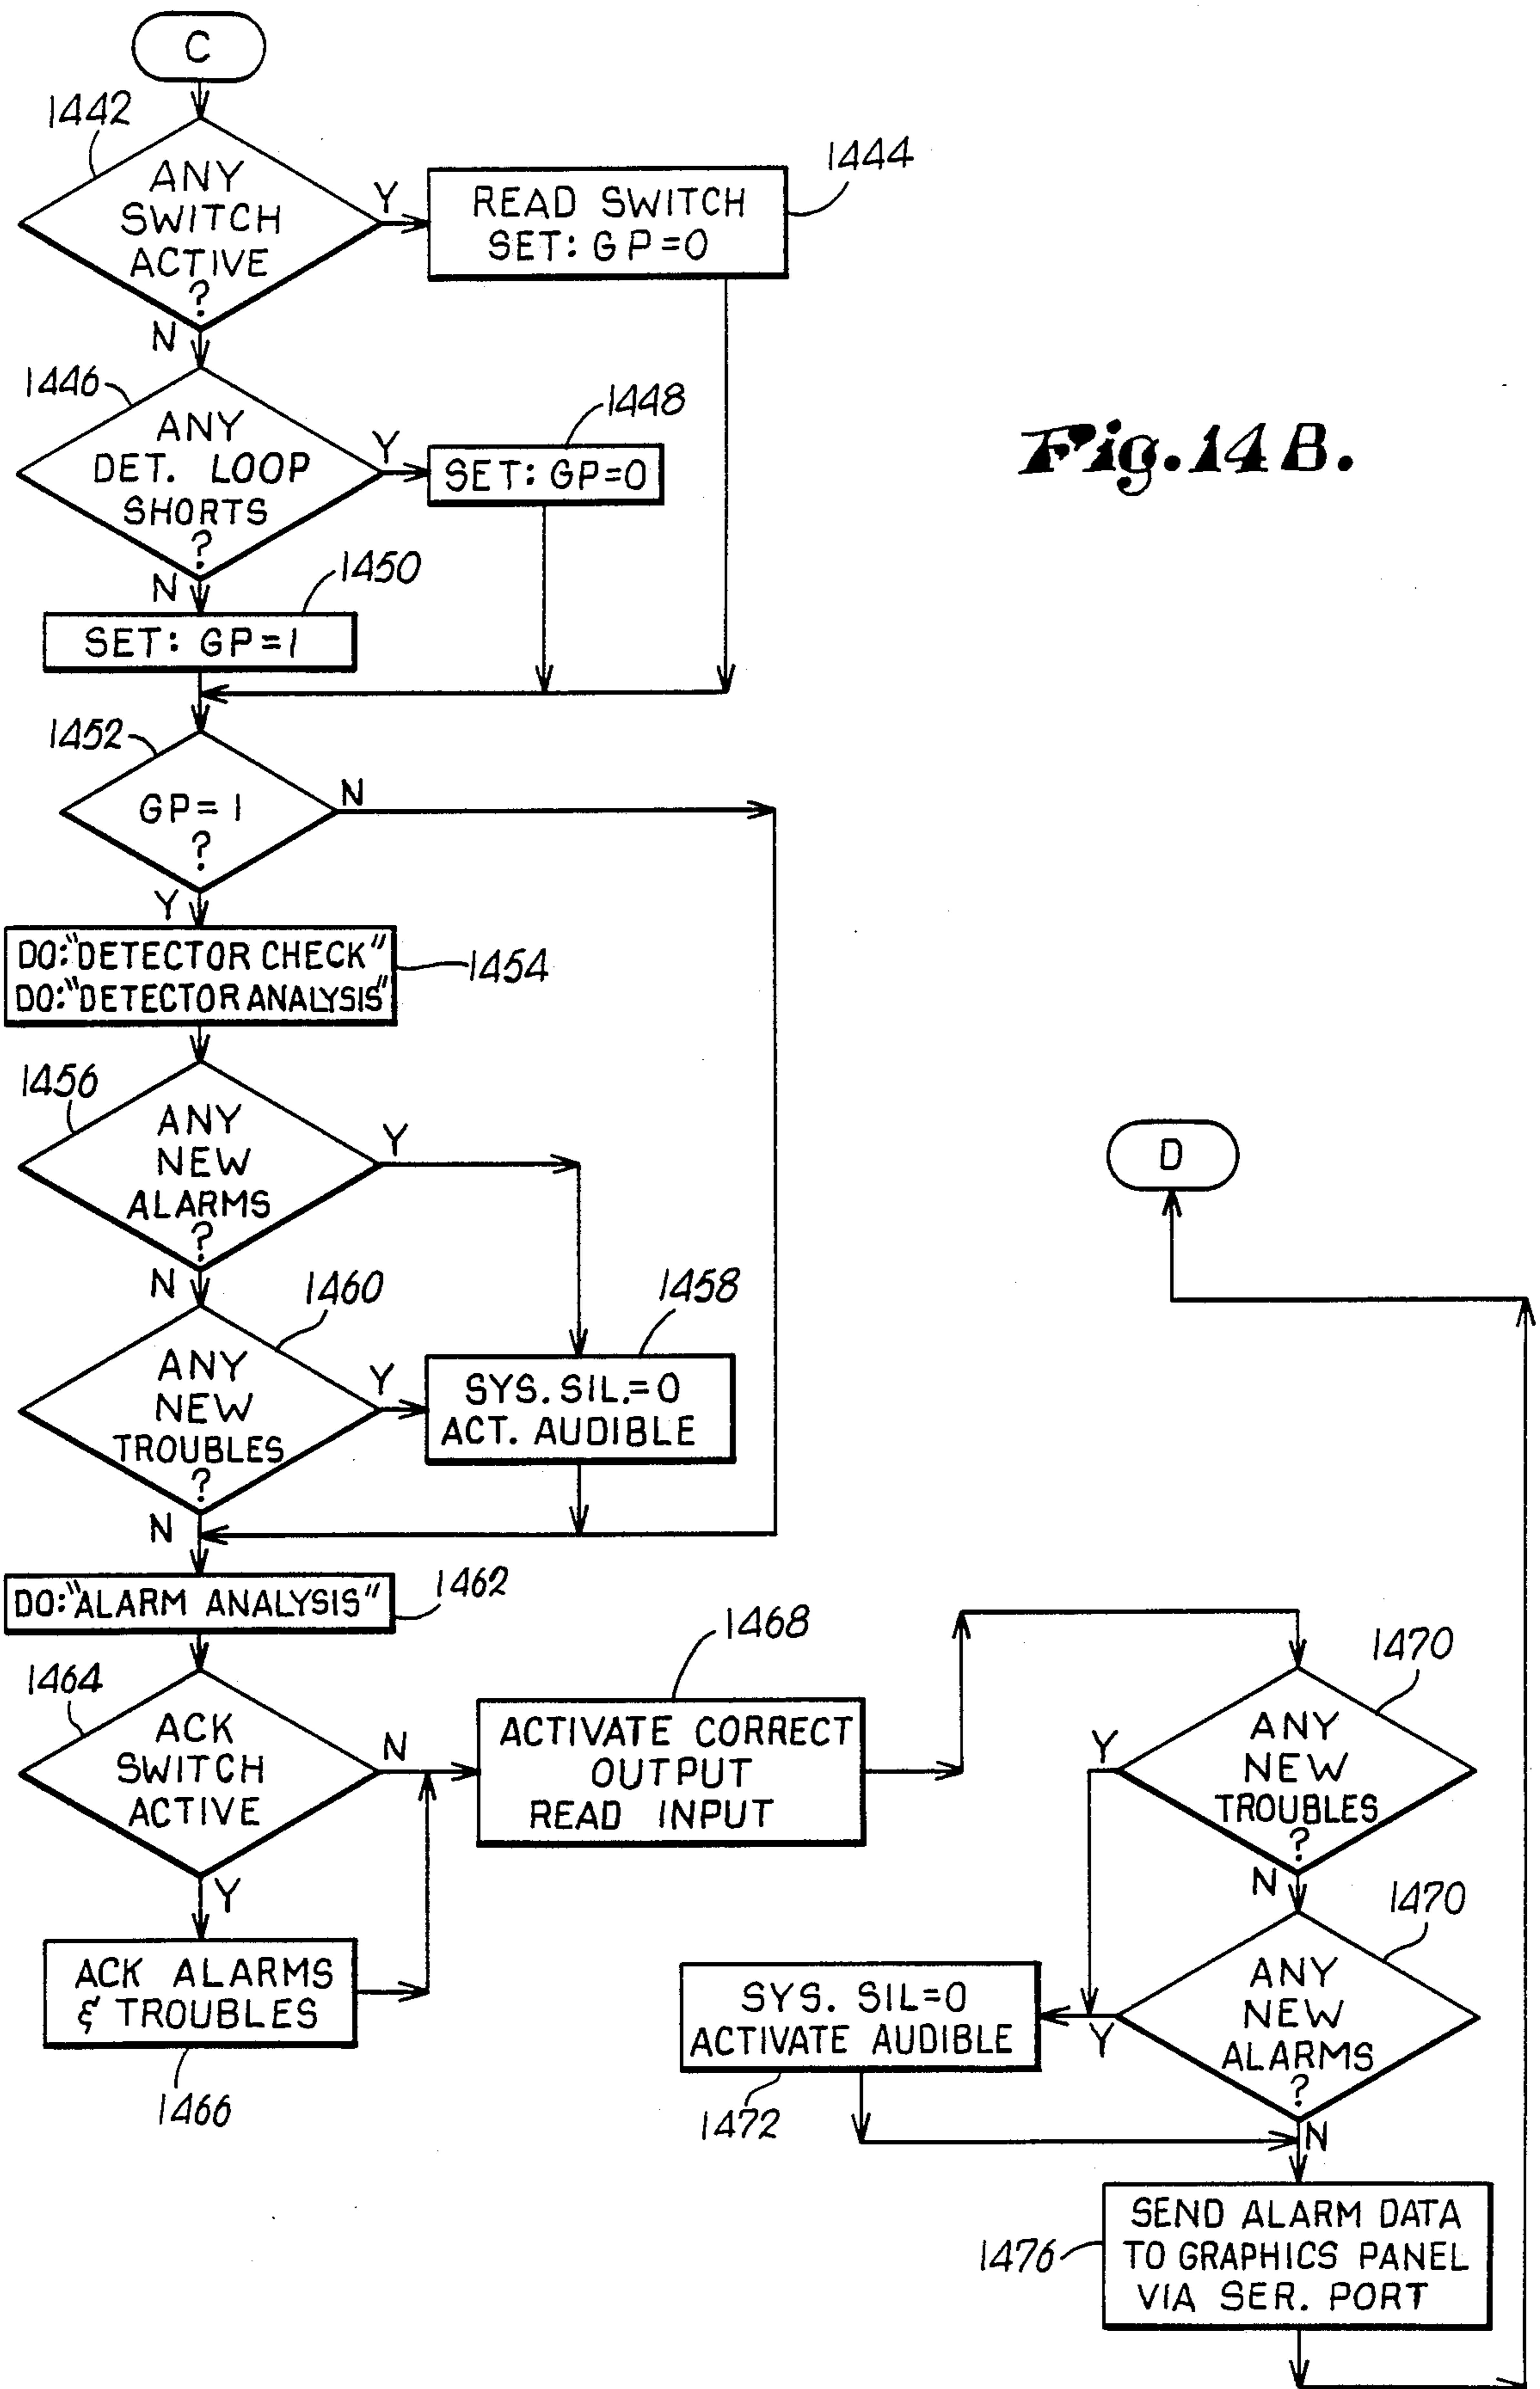 C
1442
ANY
SWITCH
ACTIVE
?
Y
N
READ SWITCH
SET: GP=0
1444
1446
ANY
DET. LOOP
SHORTS
?
Y
N
1448
SET: GP=0
Fig. 14B.
1450
SET: GP=1
1452
GP=1
?
N
Y
DO:"DETECTOR CHECK"
DO:"DETECTOR ANALYSIS"
1454
1456
ANY
NEW
ALARMS
?
Y
N
D
1460
ANY
NEW
TROUBLES
?
Y
N
1458
SYS. SIL.=0
ACT. AUDIBLE
DO:"ALARM ANALYSIS"
1462
1464
ACK
SWITCH
ACTIVE
N
Y
1468
ACTIVATE CORRECT
OUTPUT
READ INPUT
1470
ANY
NEW
TROUBLES
?
Y
N
ACK ALARMS
& TROUBLES
1466
1470
ANY
NEW
ALARMS
?
Y
N
SYS. SIL=0
ACTIVATE AUDIBLE
1472
SEND ALARM DATA
TO GRAPHICS PANEL
VIA SER. PORT
1476